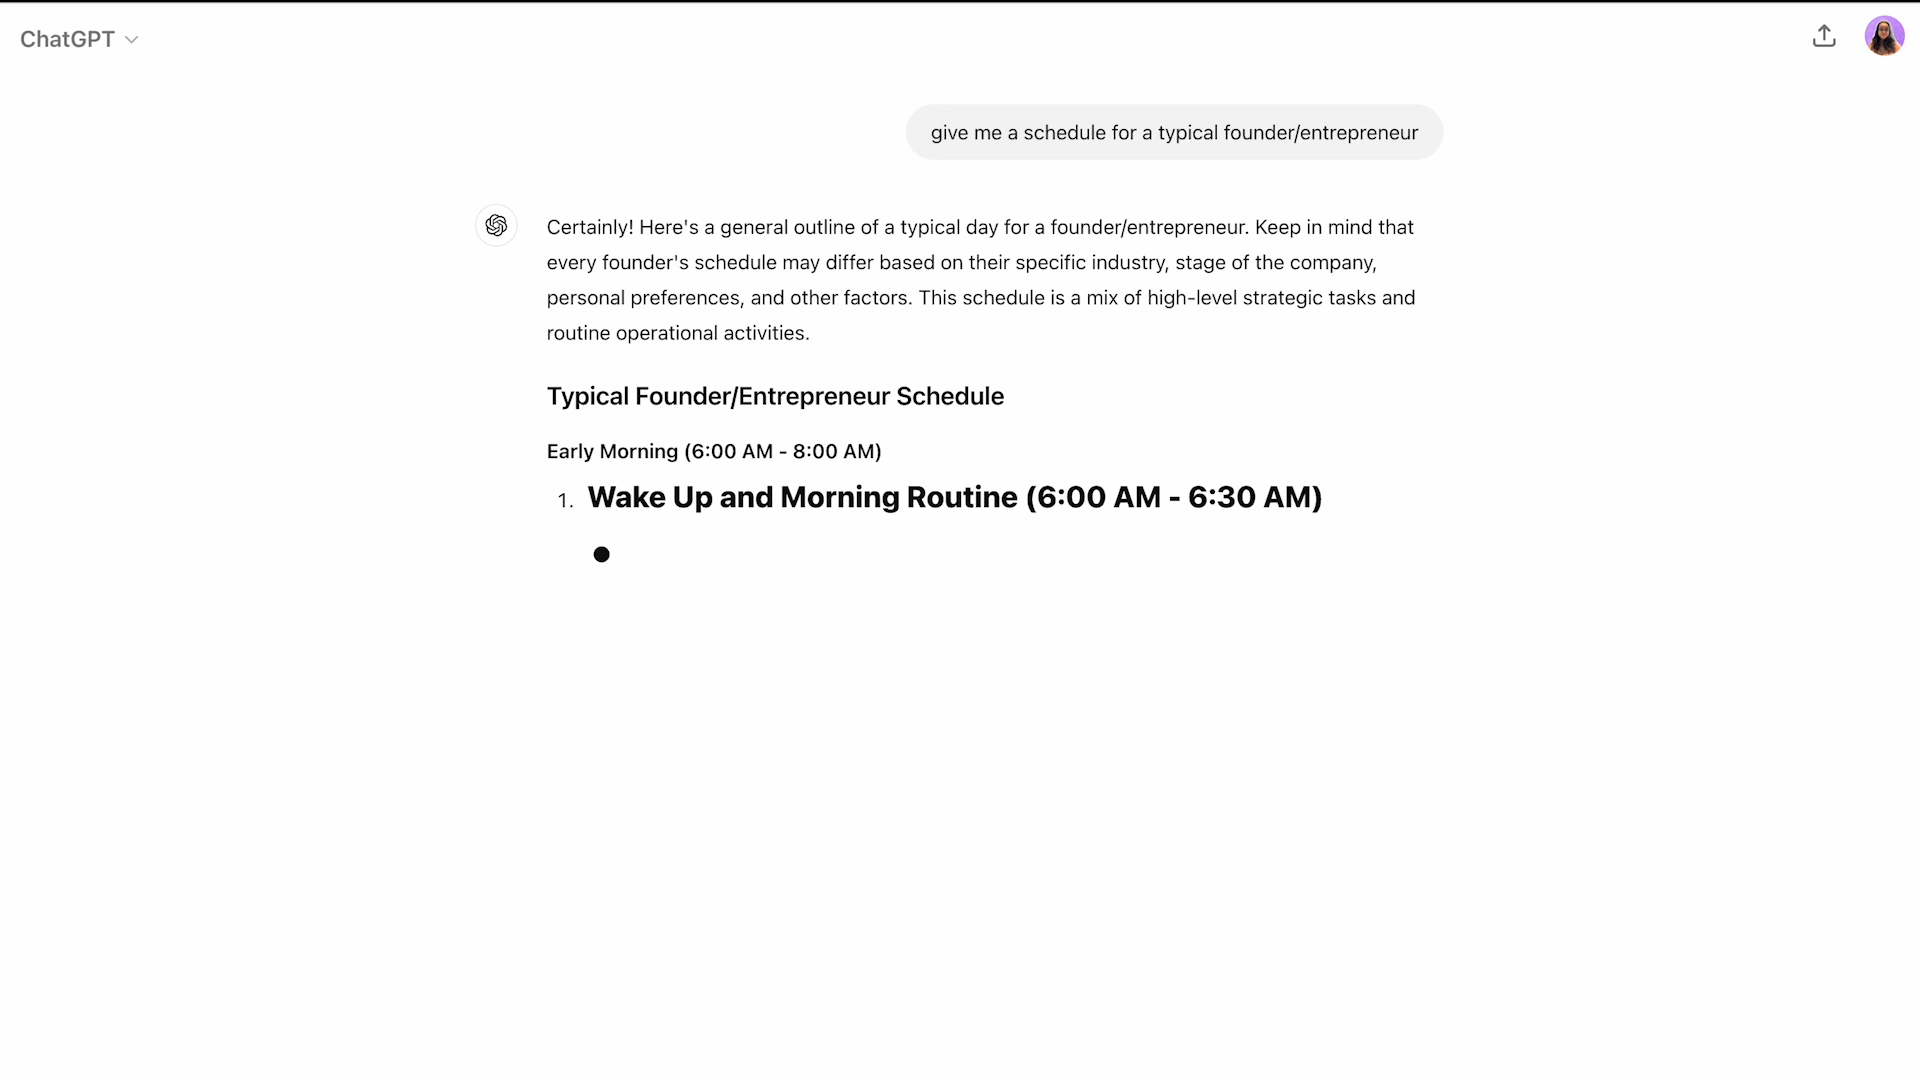 ChatGPT
give me a schedule for a typical founder/entrepreneur
Certainly! Here's a general outline of a typical day for a founder/entrepreneur. Keep in mind that
every founder's schedule may differ based on their specific industry, stage of the company,
personal preferences, and other factors. This schedule is a mix of high-level strategic tasks and
routine operational activities.
Typical Founder/Entrepreneur Schedule
Early Morning (6:00 AM - 8:00 AM)
1. Wake Up and Morning Routine (6:00 AM - 6:30 AM)